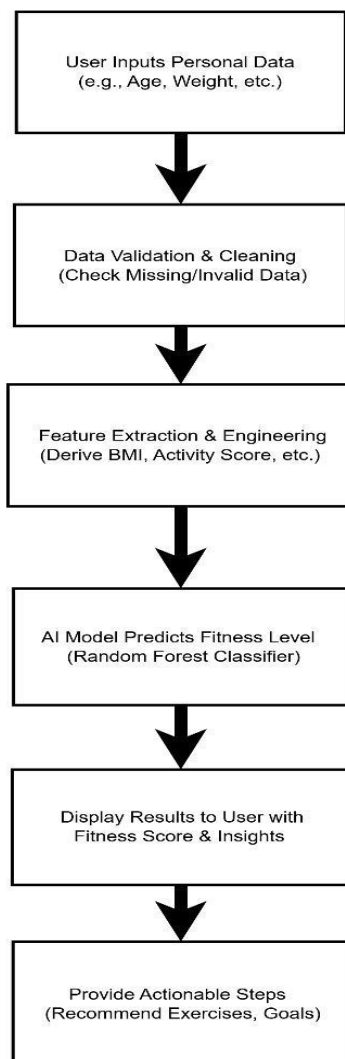 User Inputs Personal Data
(e.g., Age, Weight, etc.)
Data Validation & Cleaning
(Check Missing/Invalid Data)
Feature Extraction & Engineering
(Derive BMI, Activity Score, etc.)
AI Model Predicts Fitness Level
(Random Forest Classifier)
Display Results to User with
Fitness Score & Insights
Provide Actionable Steps
(Recommend Exercises, Goals)